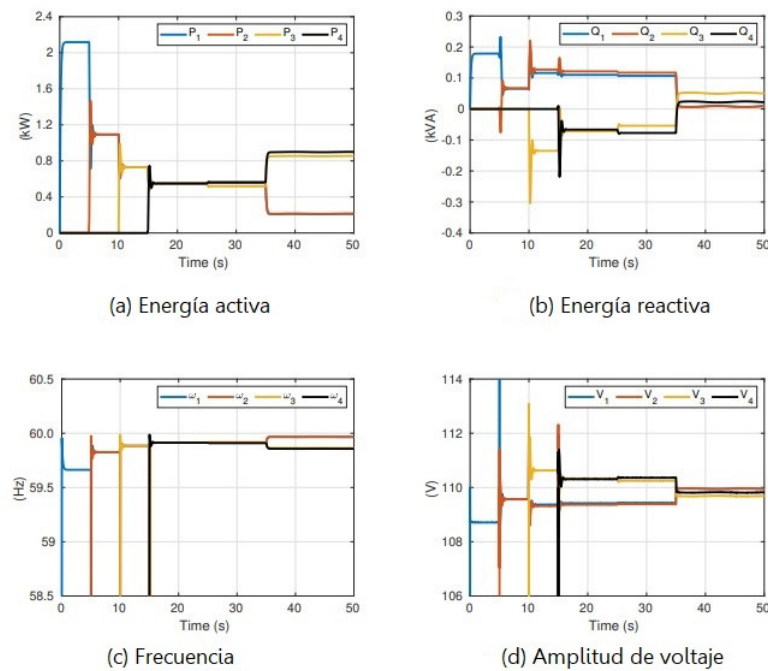 P1 P2 P3 P4
2.4
2
1.6
1.2
0.8
0.4
0
(kW)
0 10 20 30 40 50
Time (s)
(a) Energía activa
Q1 Q2 Q3 Q4
0.3
0.2
0.1
0
-0.1
-0.2
-0.3
-0.4
(kVA)
0 10 20 30 40 50
Time (s)
(b) Energía reactiva
ω1 ω2 ω3 ω4
60.5
60.0
59.5
59
58.5
(Hz)
0 10 20 30 40 50
Time (s)
(c) Frecuencia
V1 V2 V3 V4
114
112
110
108
106
(V)
0 10 20 30 40 50
Time (s)
(d) Amplitud de voltaje